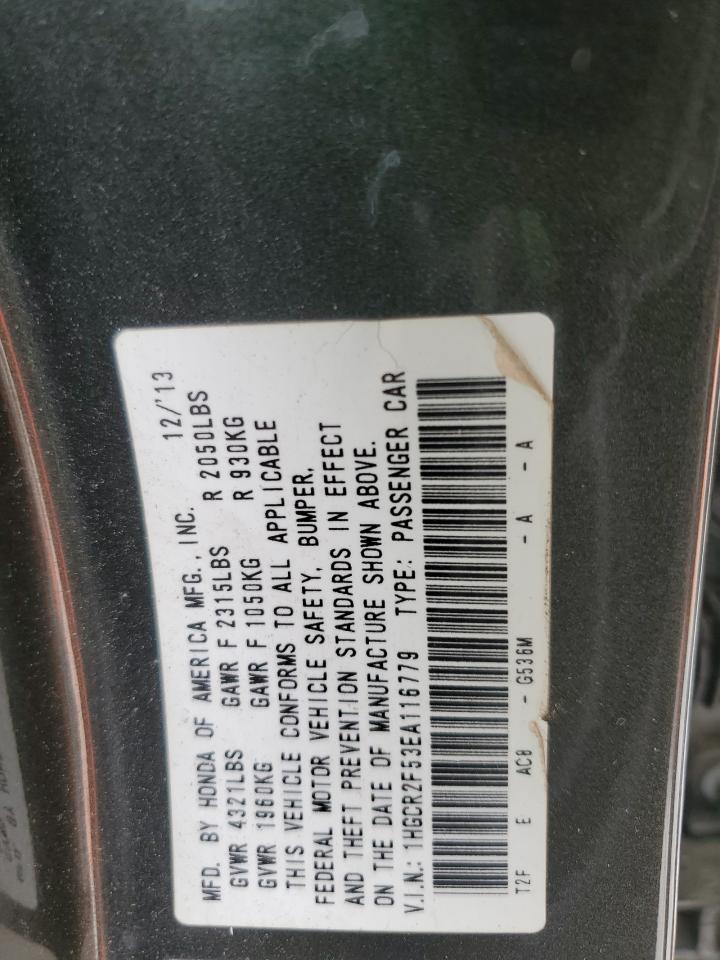 MFD. BY HONDA OF AMERICA MFG., INC. 12/'13
GVWR 4321LBS GAWR F 2315LBS R 2050LBS
GVWR 1960KG GAWR F 1050KG R 930KG
THIS VEHICLE CONFORMS TO ALL APPLICABLE
FEDERAL MOTOR VEHICLE SAFETY, BUMPER,
AND THEFT PREVENTION STANDARDS IN EFFECT
ON THE DATE OF MANUFACTURE SHOWN ABOVE.
V.I.N.: 1HGCR2F53EA116779 TYPE: PASSENGER CAR
T2F E AC8 - G536M - A - A